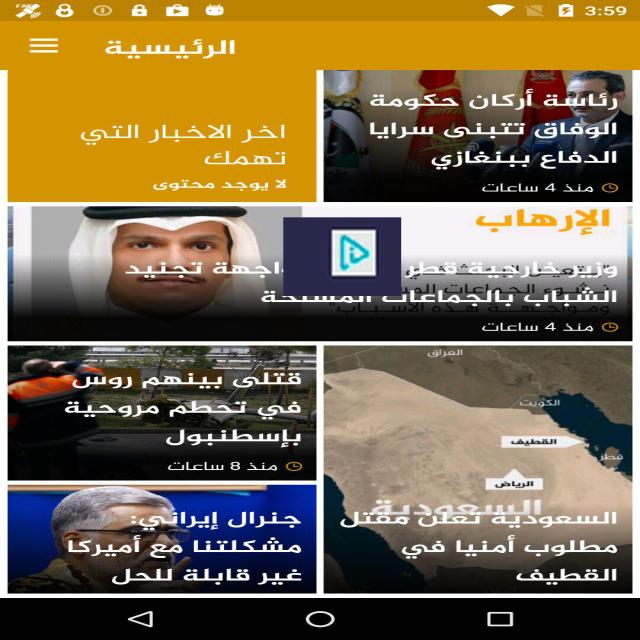 3:59
الرئيسية
رئاسة أركان حكومة
الوفاق تتبنى سرايا
الدفاع ببنغازي
منذ 4 ساعات
اخر الاخبار التي
تهمك
لا يوجد محتوى
الإرهاب
وزير خارجية قطر
الشباب بالجماعات المسلحة
منذ 4 ساعات
قتلى بينهم روس
في تحطم مروحية
بإسطنبول
منذ 8 ساعات
العراق
الكويت
القطيف
قطر
الرياض
السعودية
السعودية تعلن مقتل
مطلوب أمنيا في
القطيف
جنرال إيراني:
مشكلتنا مع أميركا
غير قابلة للحل